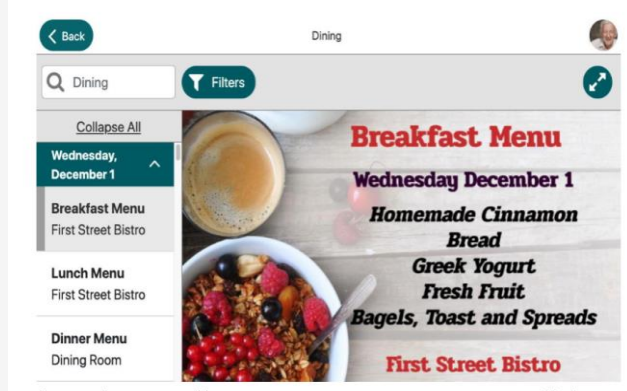 Back
Dining
Dining
Filters
Collapse All
Wednesday,
December 1
Breakfast Menu
First Street Bistro
Lunch Menu
First Street Bistro
Dinner Menu
Dining Room
Breakfast Menu
Wednesday December 1
Homemade Cinnamon
Bread
Greek Yogurt
Fresh Fruit
Bagels, Toast and Spreads
First Street Bistro